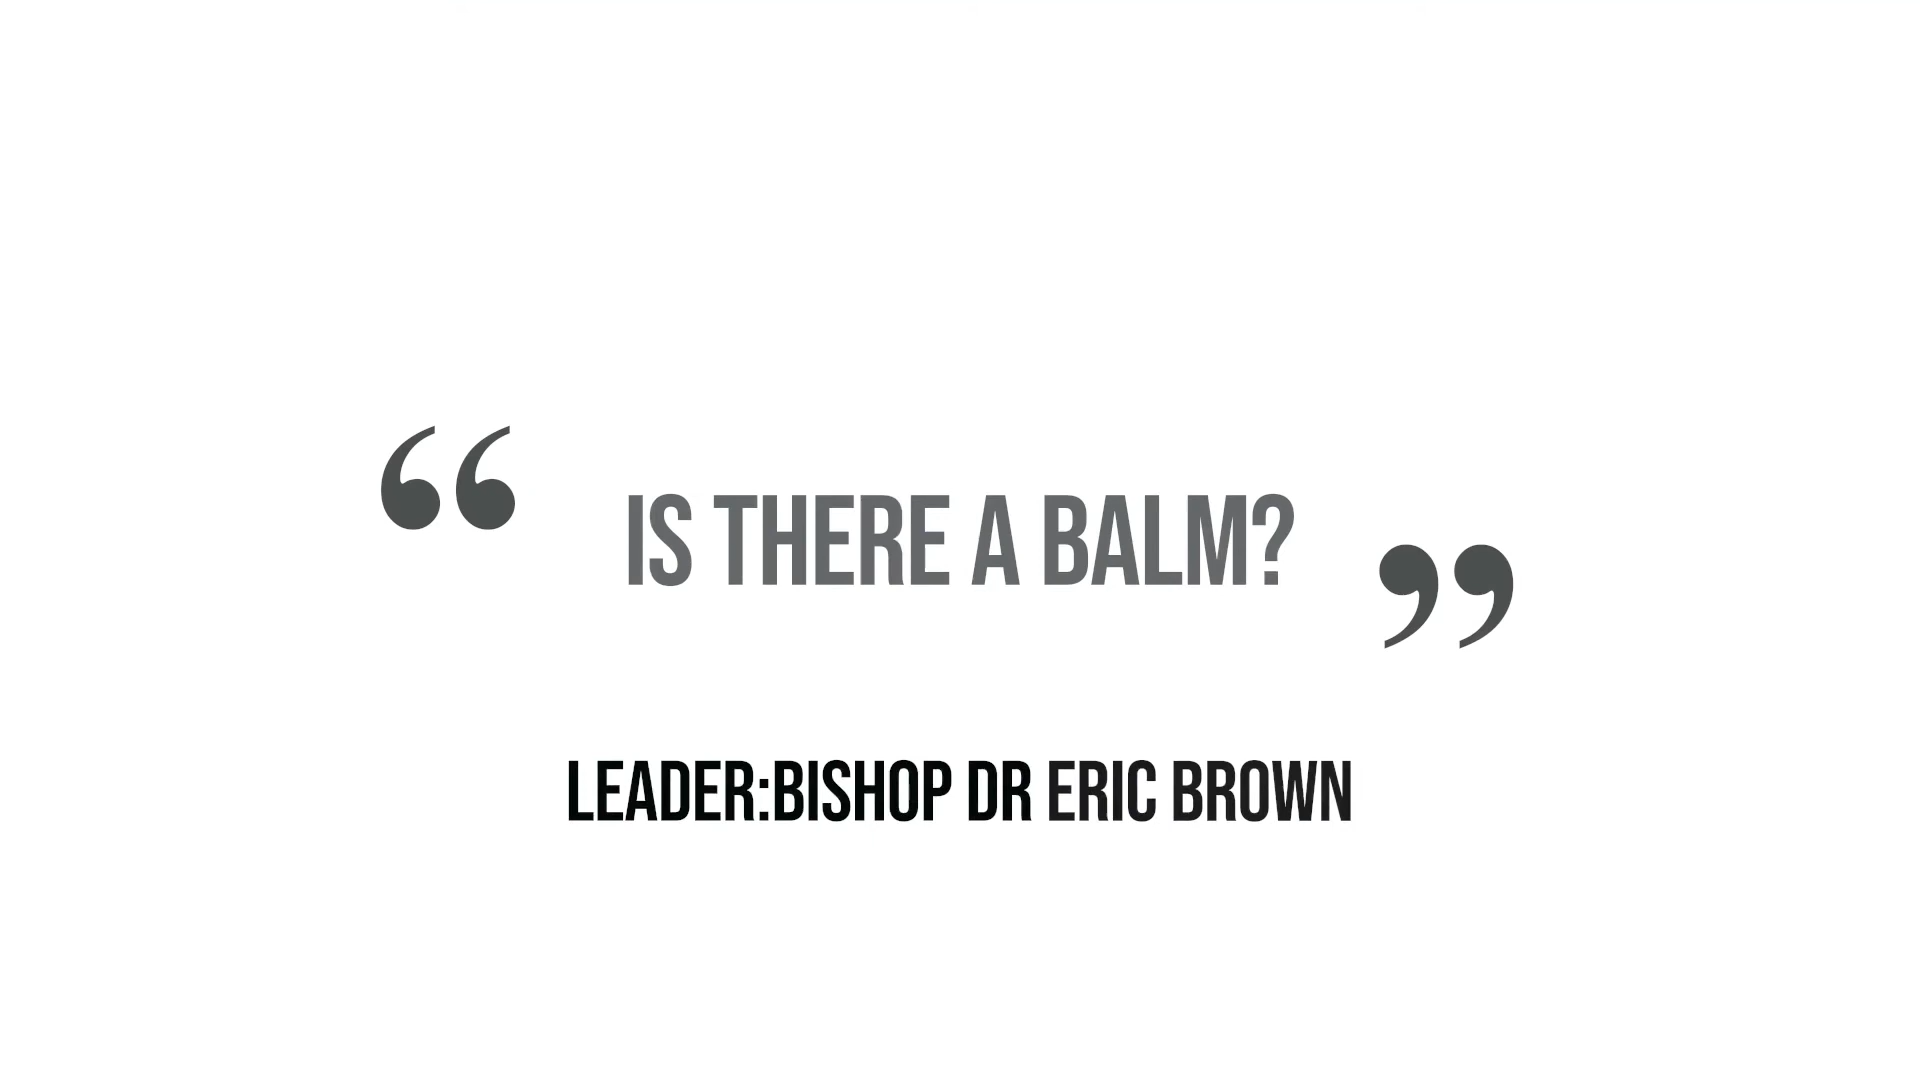 “ IS THERE A BALM? ”
LEADER:BISHOP DR ERIC BROWN